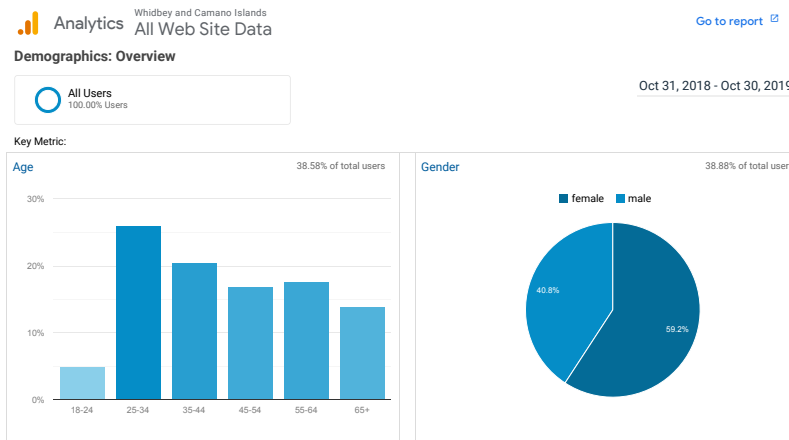 Analytics
Whidbey and Camano Islands
All Web Site Data
Go to report
Demographics: Overview
All Users
100.00% Users
Oct 31, 2018 - Oct 30, 2019
Key Metric:
Age
38.58% of total users
30%
20%
10%
0%
18-24
25-34
35-44
45-54
55-64
65+
Gender
38.88% of total user
female
male
40.8%
59.2%